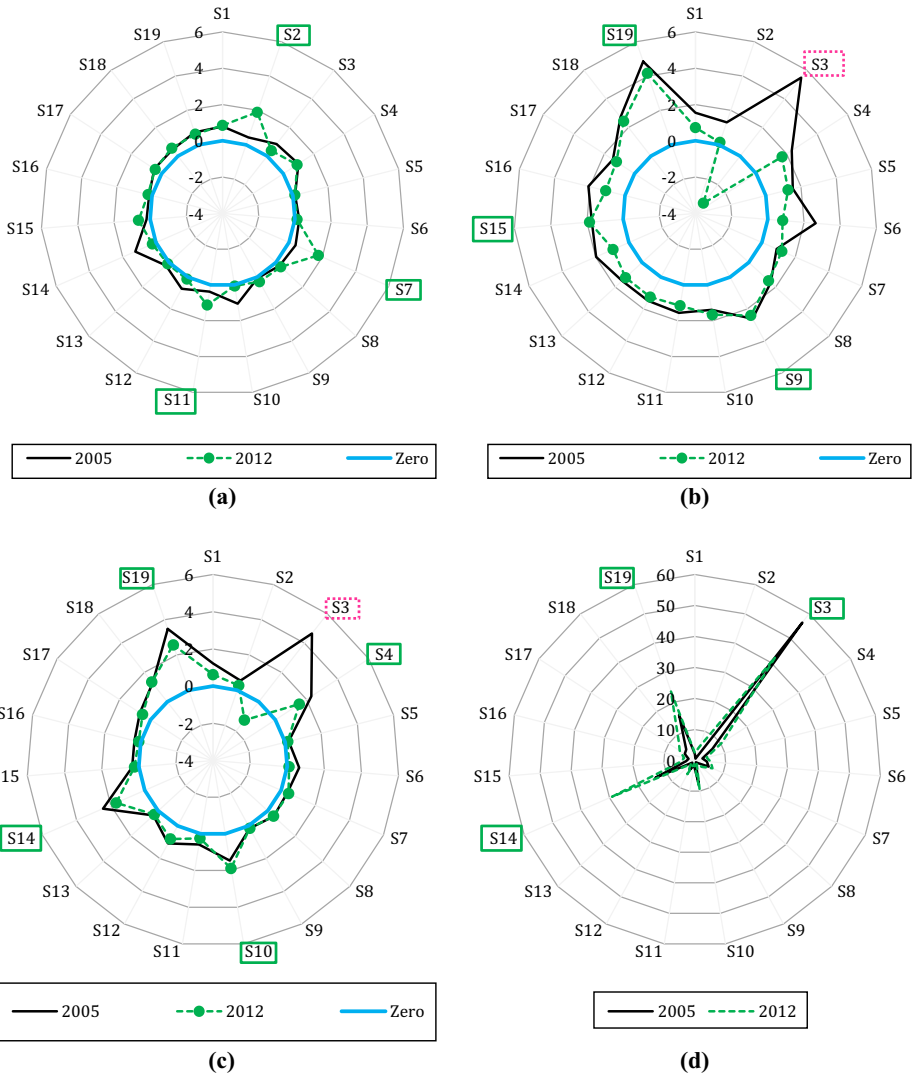 S1
S19 6 S2
S18 4 S3
S17 2 S4
0
S16 -2 S5
S15 -4 S6
S14 S7
S13 S8
S12 S9
S11 S10
2005 2012 Zero
(a)
S1
S19 6 S2
S18 4 S3
S17 2 S4
0
S16 -2 S5
S15 -4 S6
S14 S7
S13 S8
S12 S9
S11 S10
2005 2012 Zero
(b)
S1
S19 6 S2
S18 4 S3
S17 2 S4
0 S5
S16 -2
15 -4 S6
S14 S7
S13 S8
S12 S9
S11 S10
2005 2012 Zero
(c)
S1
S19 60 S2
50
S18 40 S3
S17 30 S4
20
S16 10 S5
S15 0 S6
S14 S7
S13 S8
S12 S9
S11 S10
2005 2012
(d)